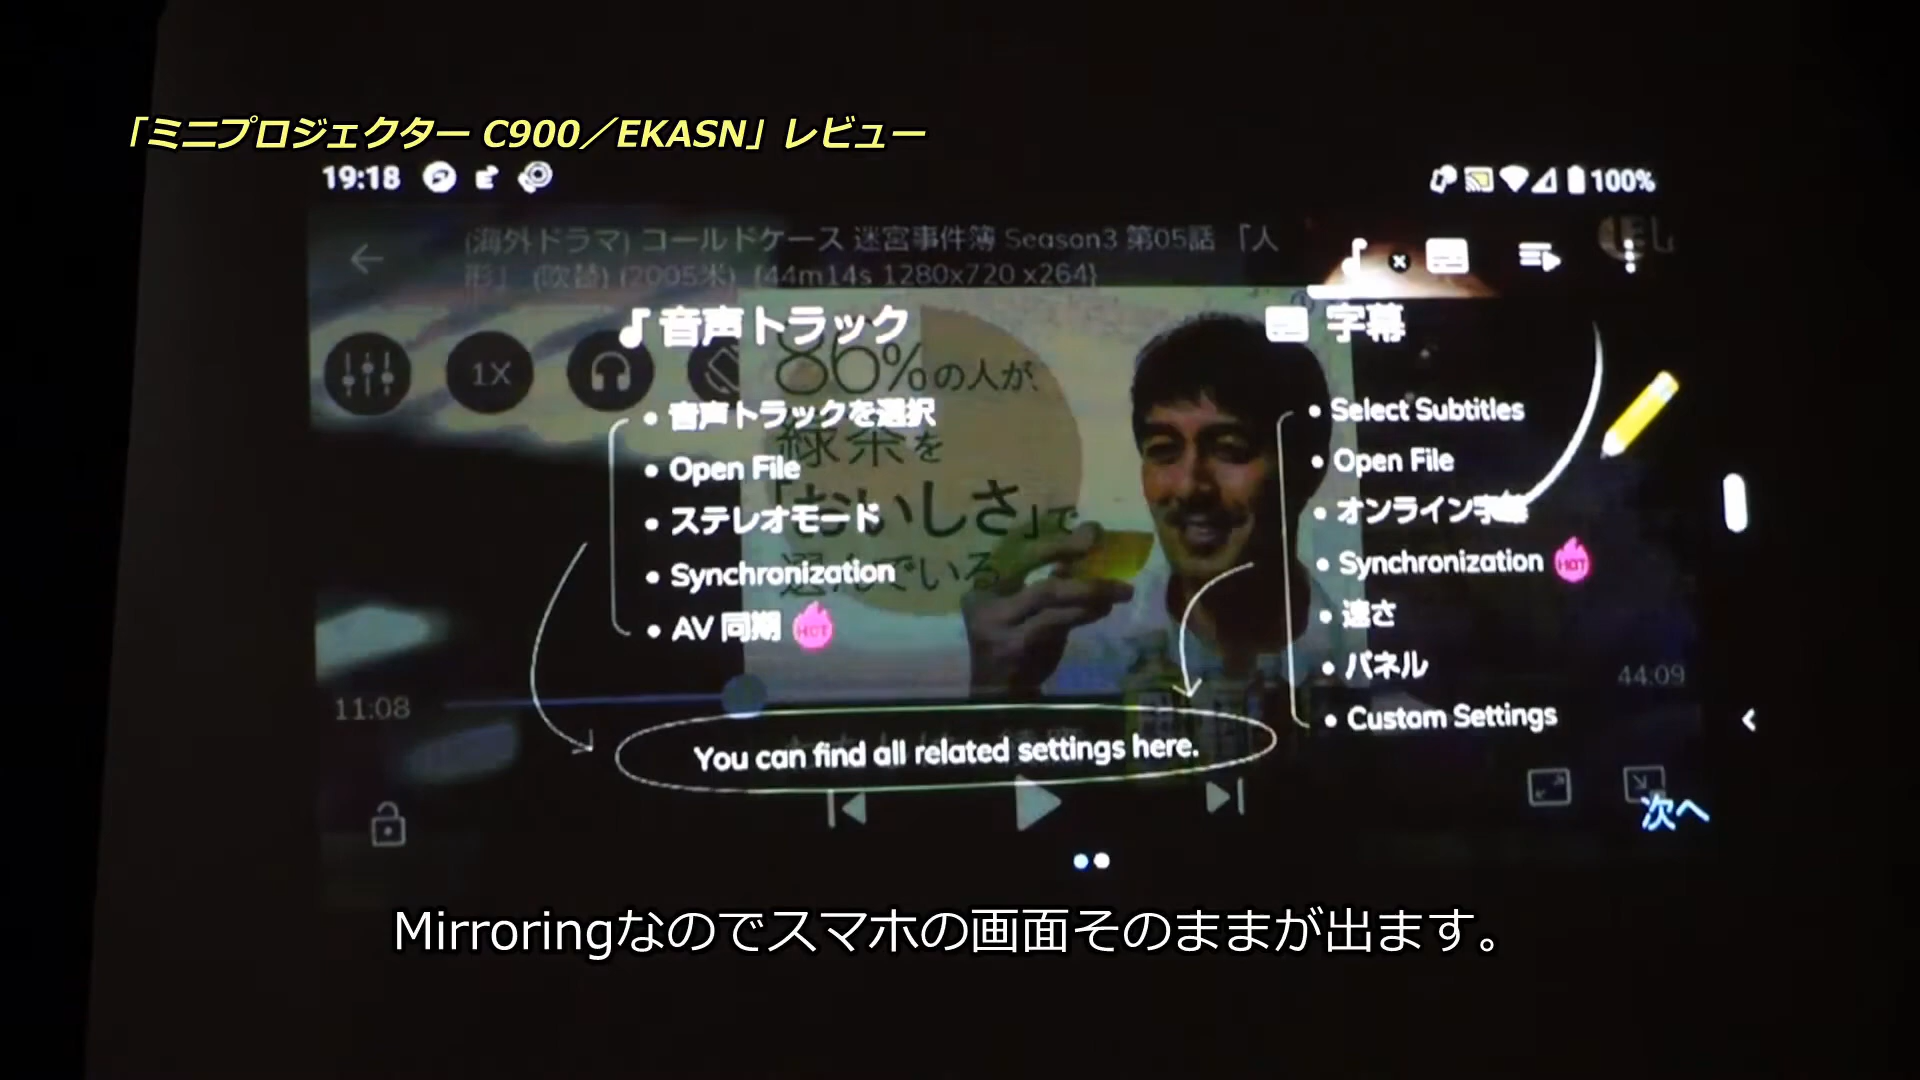 「ミニプロジェクター C900／EKASN」レビュー
19:18
100%
(海外ドラマ) コールドケース 迷宮事件簿 Season3 第05話 「人
形」 (吹替) (2005米) {44m14s 1280x720 x264}
音声トラック
字幕
1X
86%の人が、
緑茶を
「おいしさ」で
選んでいる
• 音声トラックを選択
• Open File
• ステレオモード
• Synchronization
• AV 同期 HOT
• Select Subtitles
• Open File
• オンライン字幕
• Synchronization HOT
• 速さ
• パネル
• Custom Settings
11:08
44:09
You can find all related settings here.
次へ
Mirroringなのでスマホの画面そのままが出ます。